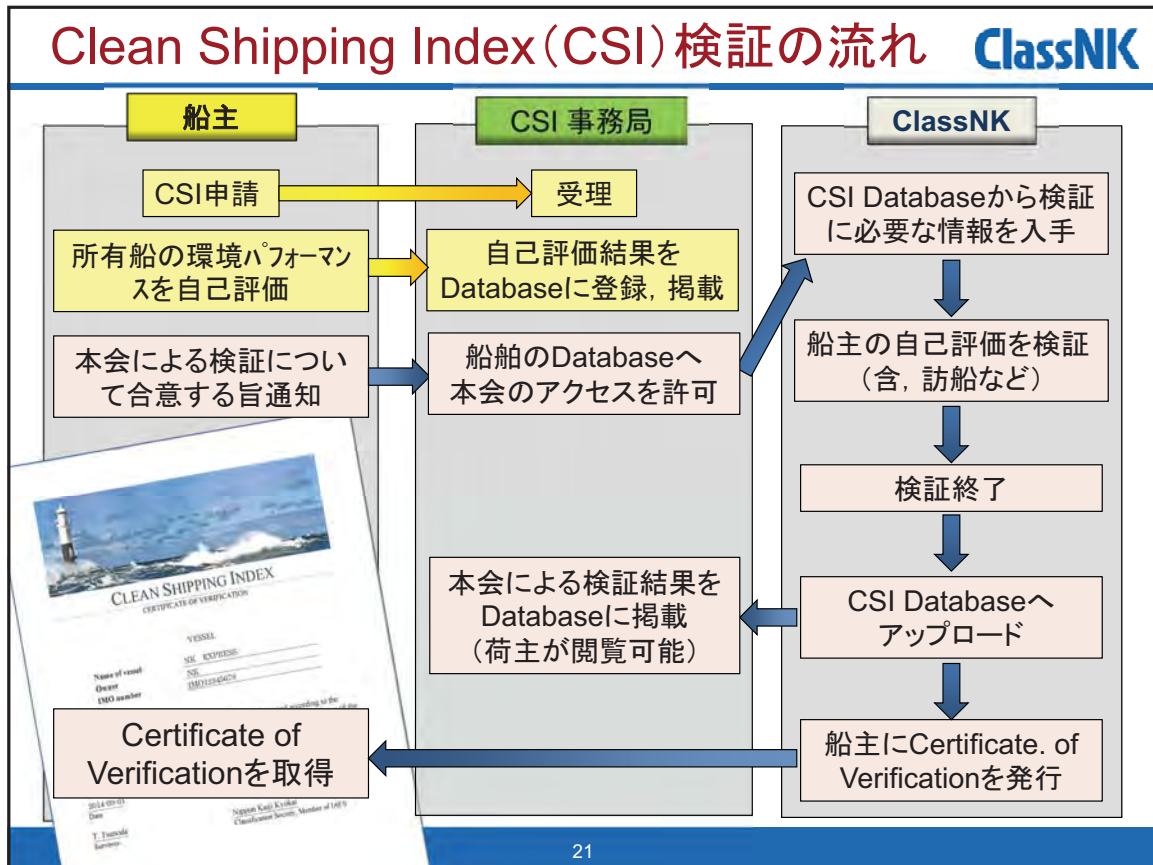 Clean Shipping Index（CSI）検証の流れ
ClassNK
船主
CSI 事務局
ClassNK
CSI申請
受理
CSI Databaseから検証
に必要な情報を入手
所有船の環境パフォーマン
スを自己評価
自己評価結果を
Databaseに登録，掲載
船主の自己評価を検証
（含，訪船など）
本会による検証につい
て合意する旨通知
船舶のDatabaseへ
本会のアクセスを許可
検証終了
CLEAN SHIPPING INDEX
CERTIFICATE OF VERIFICATION
VESSEL
Name of vessel
NK EXPRESS
Owner
NK
IMO number
本会による検証結果を
Databaseに掲載
（荷主が閲覧可能）
CSI Databaseへ
アップロード
according to the
Certificate of
Verificationを取得
船主にCertificate. of
Verificationを発行
Date
Nippon Kaiji Kyokai
Classification Society, Member of IACS
T. Tsunoda
Surveyor
21